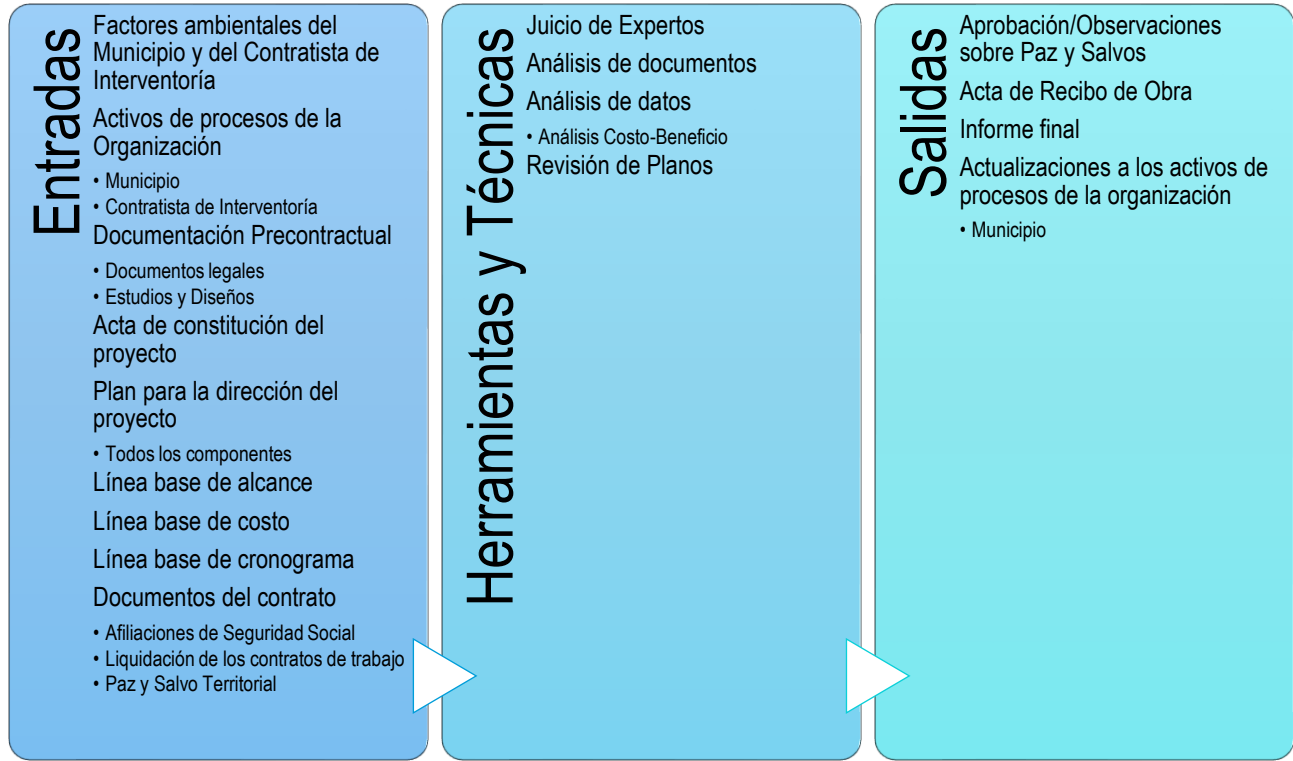 Entradas
Factores ambientales del
Municipio y del Contratista de
Interventoría
Activos de procesos de la
Organización
• Municipio
• Contratista de Interventoría
Documentación Precontractual
• Documentos legales
• Estudios y Diseños
Acta de constitución del
proyecto
Plan para la dirección del
proyecto
• Todos los componentes
Línea base de alcance
Línea base de costo
Línea base de cronograma
Documentos del contrato
• Afiliaciones de Seguridad Social
• Liquidación de los contratos de trabajo
• Paz y Salvo Territorial
Herramientas y Técnicas
Juicio de Expertos
Análisis de documentos
Análisis de datos
• Análisis Costo-Beneficio
Revisión de Planos
Salidas
Aprobación/Observaciones
sobre Paz y Salvos
Acta de Recibo de Obra
Informe final
Actualizaciones a los activos de
procesos de la organización
• Municipio